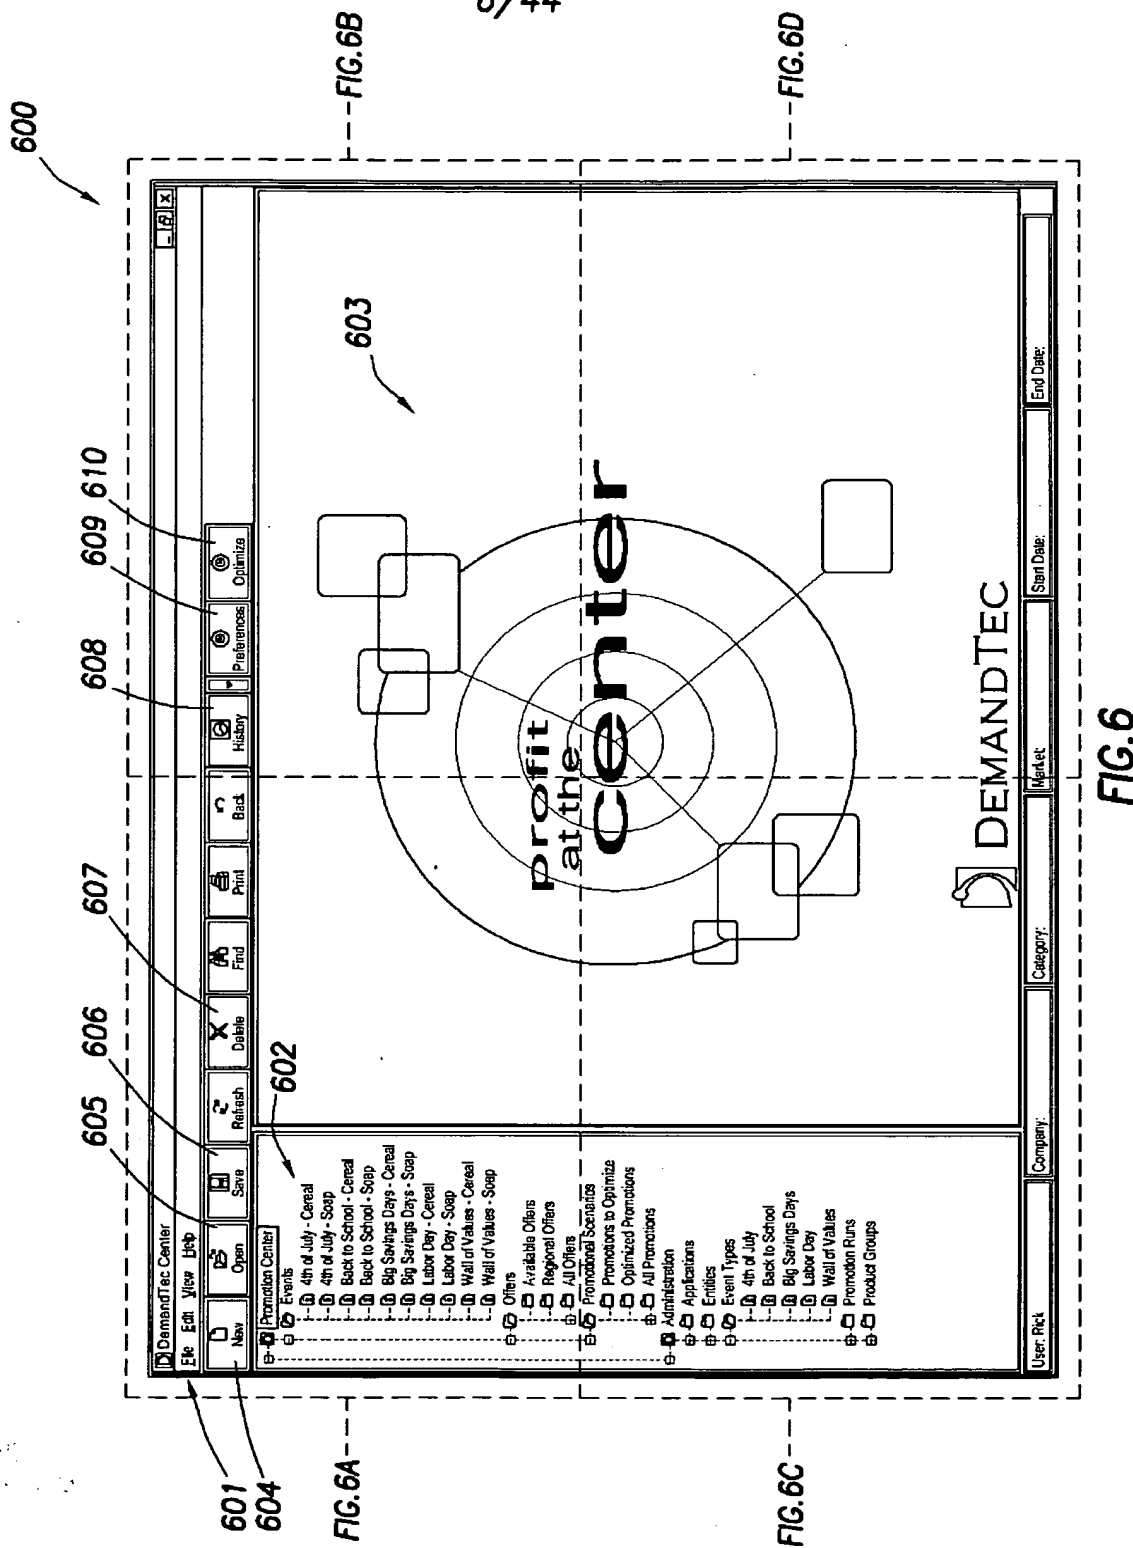 6/44
600
FIG.6A
FIG.6B
601
604
605
606
607
608
609
610
DemandTec Center
File Edit View Help
New
Open
Save
Refresh
Delete
Find
Print
Back
History
Preferences
Optimize
602
Promotion Center
Events
4th of July - Cereal
4th of July - Soap
Back to School - Cereal
Back to School - Soap
Big Savings Days - Cereal
Big Savings Days - Soap
Labor Day - Cereal
Labor Day - Soap
Wall of Values - Cereal
Wall of Values - Soap
Offers
Available Offers
Regional Offers
All Offers
Promotional Scenarios
Promotions to Optimize
Optimized Promotions
All Promotions
Administration
Applications
Entities
Event Types
4th of July
Back to School
Big Savings Days
Labor Day
Wall of Values
Promotion Runs
Product Groups
603
profit
at the
center
DEMANDTEC
User: Rick
Company:
Category:
Market:
Start Date:
End Date:
FIG.6C
FIG.6D
FIG.6